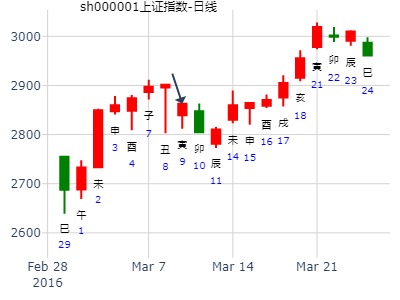 sh000001上证指数-日线
3000
2900
2800
2700
2600
巳
29
午
1
未
2
申
3
酉
4
子
7
丑
8
寅
9
卯
10
辰
11
未
14
申
15
酉
16
戌
17
亥
18
寅
21
卯
22
辰
23
巳
24
Feb 28
2016
Mar 7
Mar 14
Mar 21